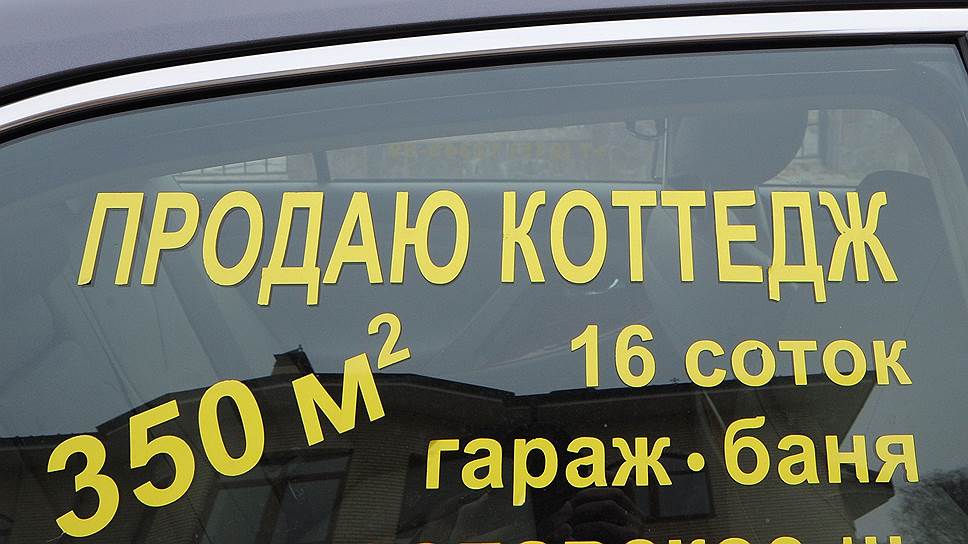 ПРОДАЮ КОТТЕДЖ
350 м²
16 соток
гараж · баня